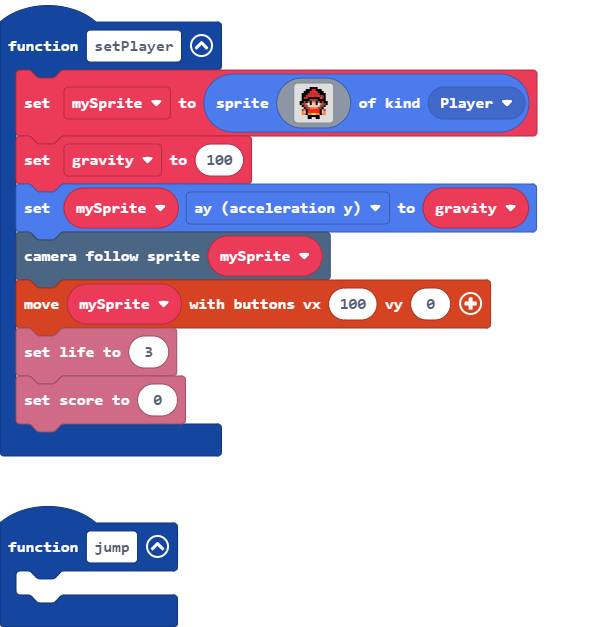 function setPlayer
set mySprite to sprite of kind Player
set gravity to 100
set mySprite ay (acceleration y) to gravity
camera follow sprite mySprite
move mySprite with buttons vx 100 vy 0
set life to 3
set score to 0
function jump